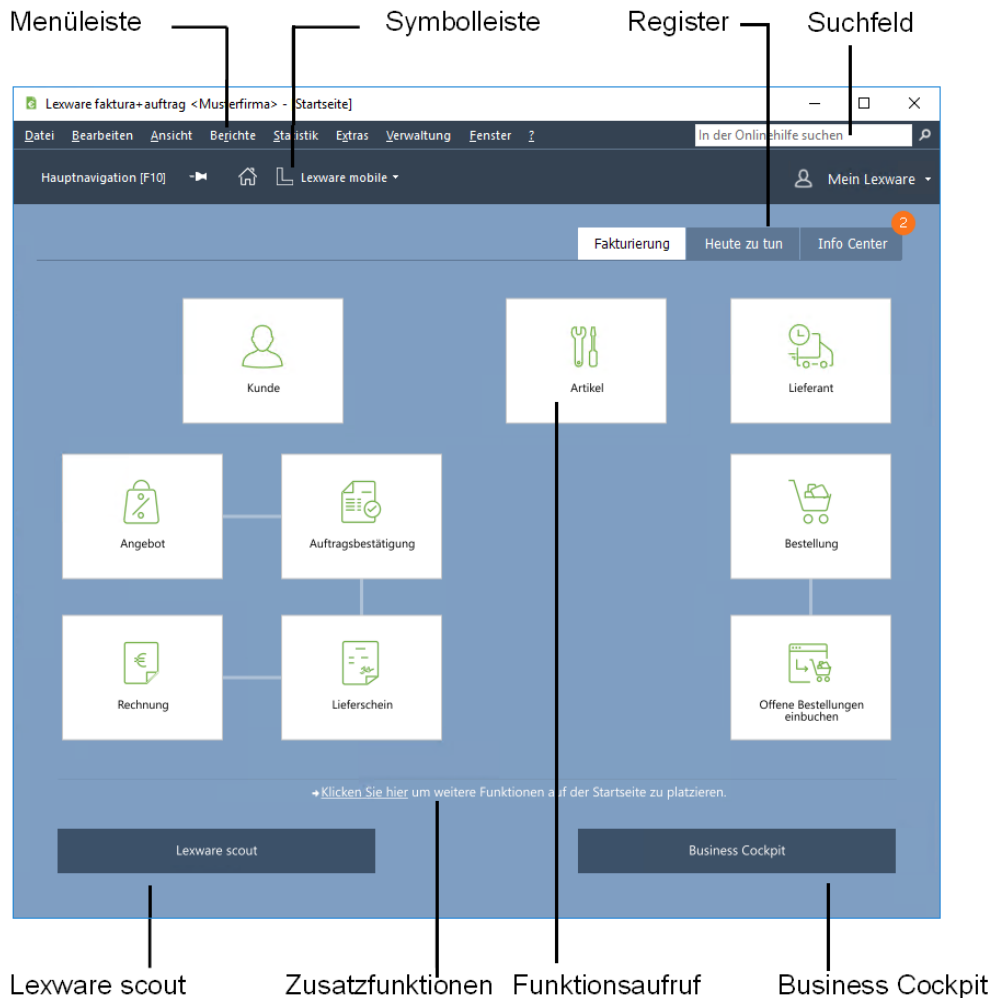 Menüleiste Symbolleiste Register Suchfeld
Lexware faktura+auftrag <Musterfirma> - [Startseite]
Datei Bearbeiten Ansicht Berichte Statistik Extras Verwaltung Fenster ? In der Onlinehilfe suchen
Hauptnavigation [F10] Lexware mobile Mein Lexware
2
Fakturierung Heute zu tun Info Center
Kunde Artikel Lieferant
Angebot Auftragsbestätigung Bestellung
Rechnung Lieferschein Offene Bestellungen
einbuchen
Klicken Sie hier um weitere Funktionen auf der Startseite zu platzieren.
Lexware scout Business Cockpit
Lexware scout Zusatzfunktionen Funktionsaufruf Business Cockpit